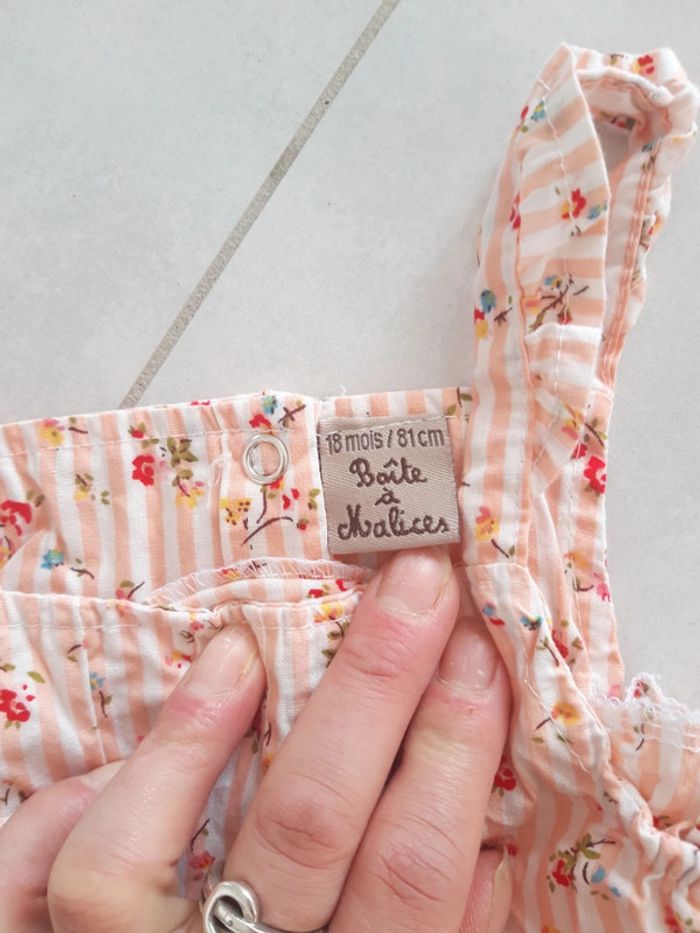 18 mois / 81 cm
Boîte
à
Malices